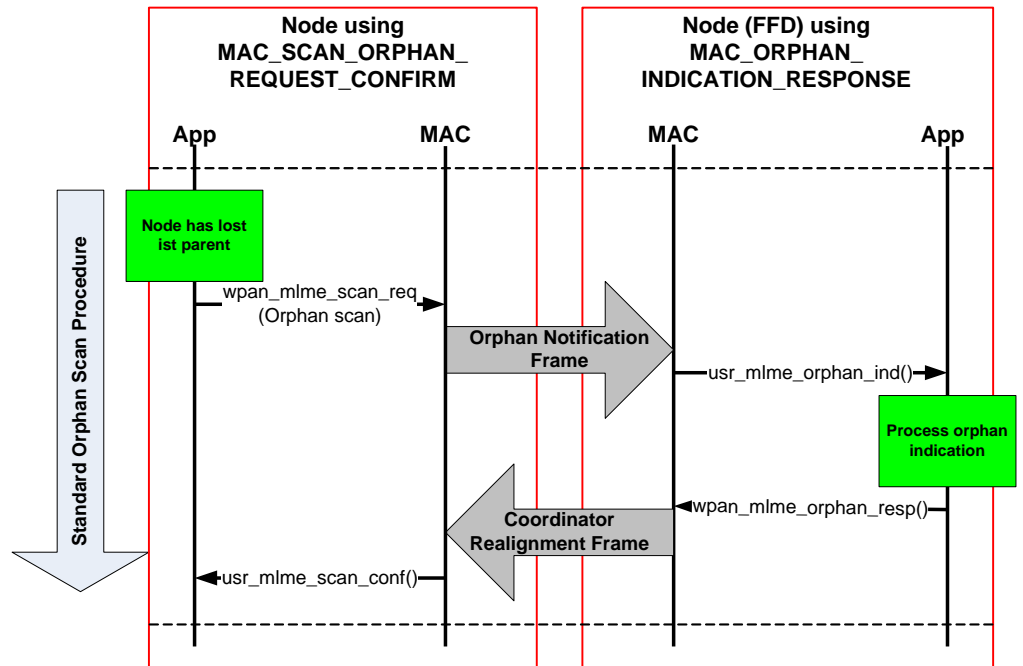 Node using
MAC_SCAN_ORPHAN_
REQUEST_CONFIRM
Node (FFD) using
MAC_ORPHAN_
INDICATION_RESPONSE
App
MAC
MAC
App
Standard Orphan Scan Procedure
Node has lost
ist parent
wpan_mlme_scan_req
(Orphan scan)
Orphan Notification
Frame
usr_mlme_orphan_ind()
Process orphan
indication
wpan_mlme_orphan_resp()
Coordinator
Realignment Frame
usr_mlme_scan_conf()